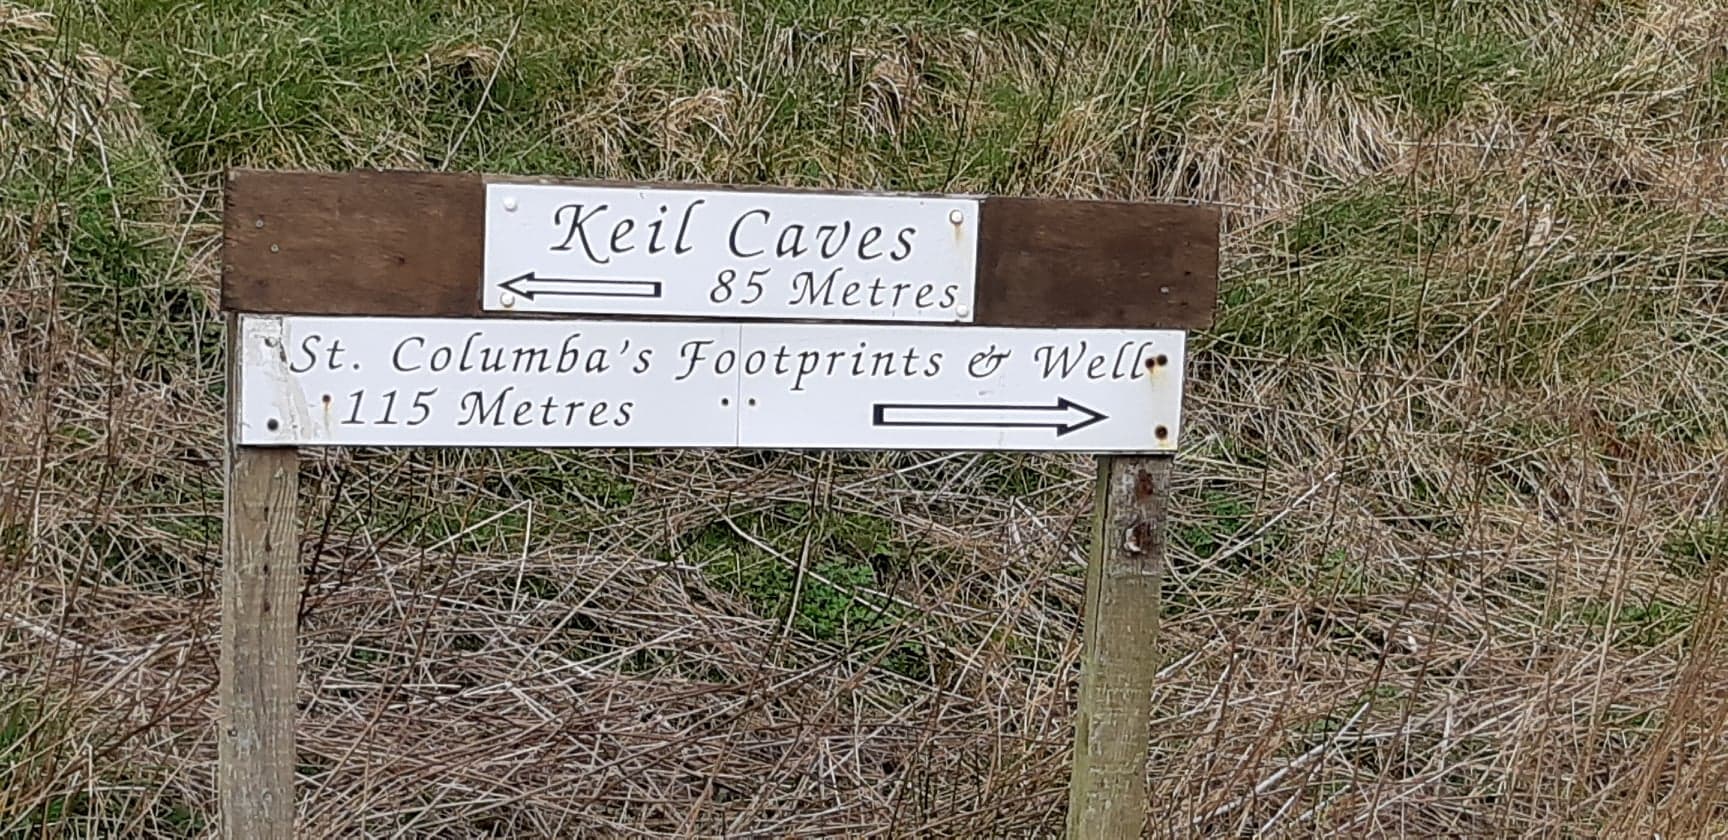 Keil Caves
85 Metres
St. Columba's Footprints & Well
115 Metres